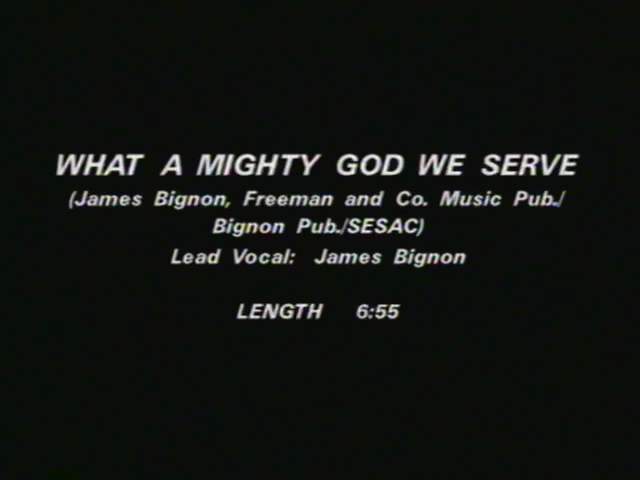 WHAT A MIGHTY GOD WE SERVE
(James Bignon, Freeman and Co. Music Pub./
Bignon Pub./SESAC)
Lead Vocal: James Bignon
LENGTH 6:55